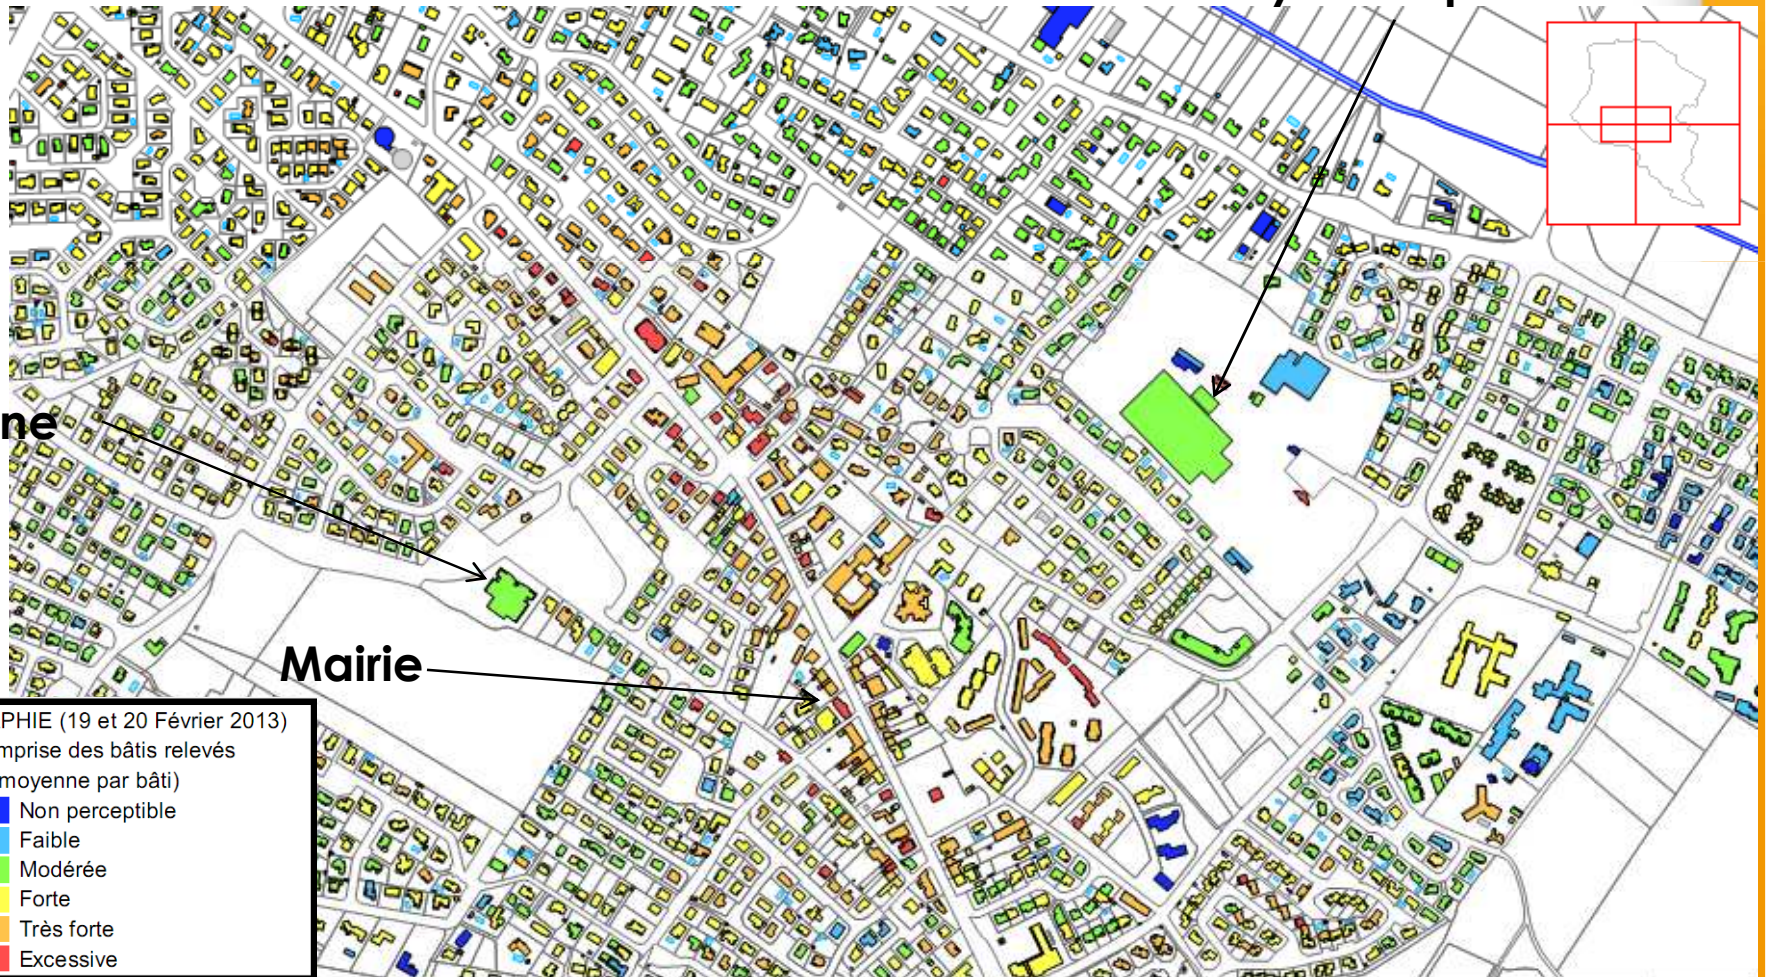 ne
Mairie
PHIE (19 et 20 Février 2013)
mprise des bâtis relevés
moyenne par bâti)
Non perceptible
Faible
Modérée
Forte
Très forte
Excessive